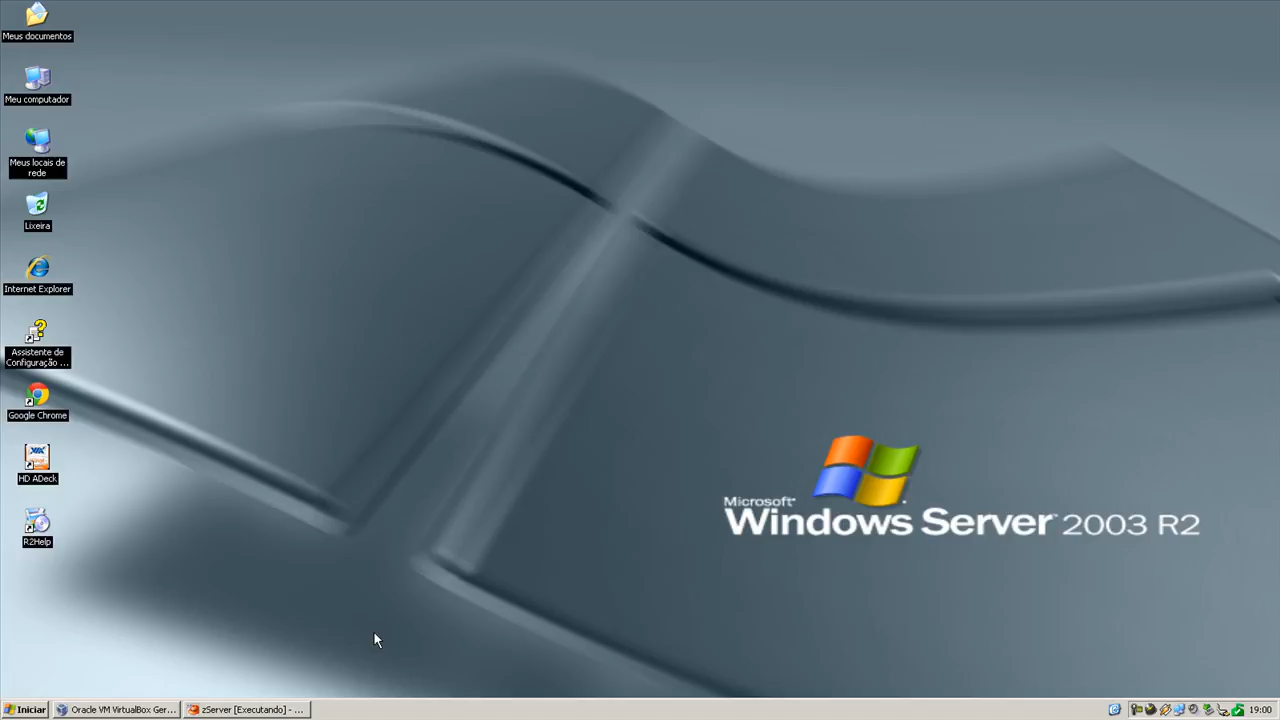 Meus documentos
Meu computador
Meus locais de
rede
Lixeira
Internet Explorer
Assistente de
Configuração ...
Google Chrome
VIA
HD ADeck
R2Help
Microsoft
Windows Server 2003 R2
Iniciar
Oracle VM VirtualBox Ger...
zServer [Executando] - ...
19:00